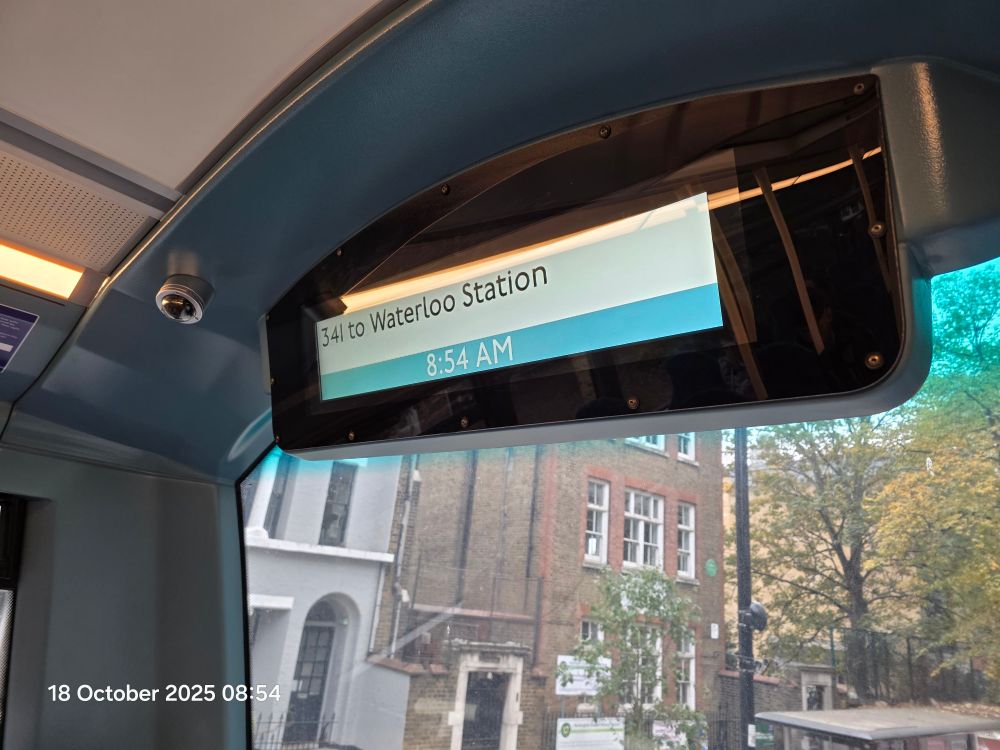 341 to Waterloo Station
8:54 AM
18 October 2025 08:54